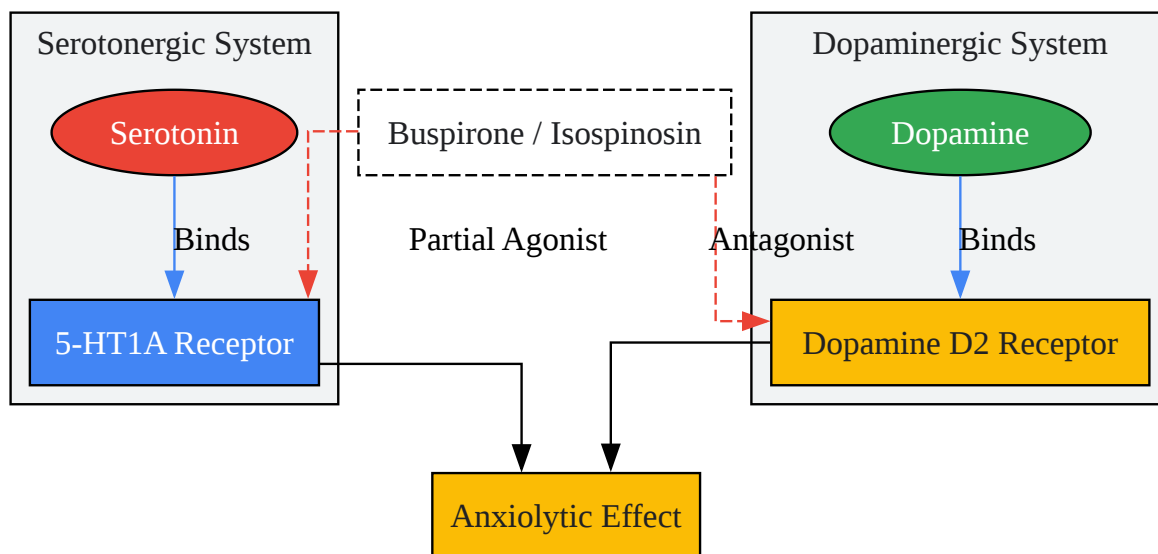 Serotonergic System
Dopaminergic System
Serotonin
Buspirone / Isospinosin
Dopamine
Binds
Partial Agonist
Antagonist
Binds
5-HT1A Receptor
Dopamine D2 Receptor
Anxiolytic Effect